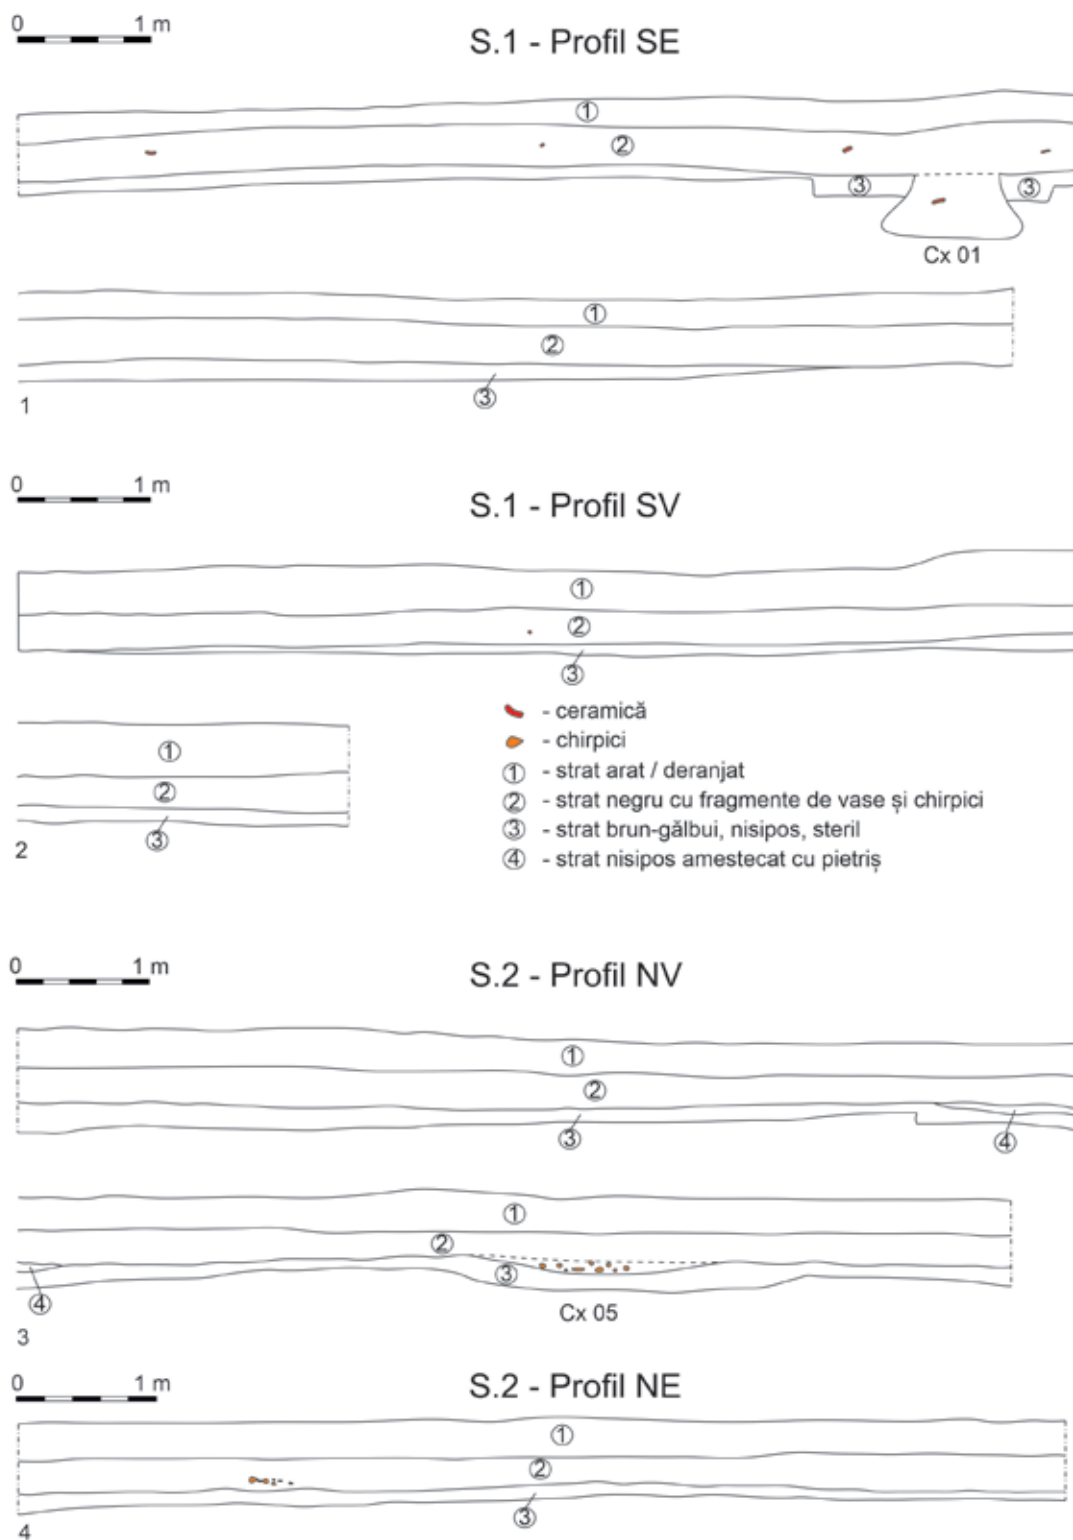 0 1 m
S.1 - Profil SE
1
2
3
3
Cx 01
1
2
3
1
0 1 m
S.1 - Profil SV
1
2
3
- ceramică
- chirpici
1 - strat arat / deranjat
2 - strat negru cu fragmente de vase și chirpici
3 - strat brun-gălbui, nisipos, steril
4 - strat nisipos amestecat cu pietriș
1
2
3
2
0 1 m
S.2 - Profil NV
1
2
3
4
1
2
3
4
Cx 05
3
0 1 m
S.2 - Profil NE
1
2
3
4